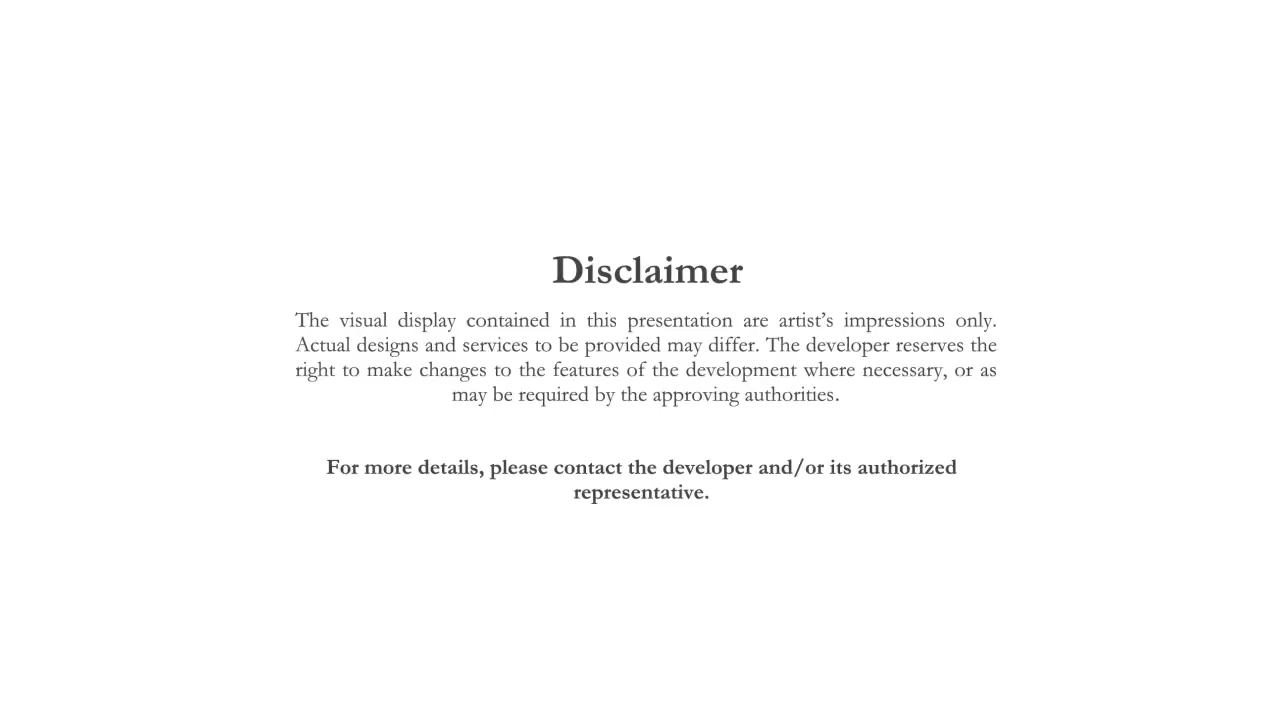 Disclaimer
The visual display contained in this presentation are artist’s impressions only.
Actual designs and services to be provided may differ. The developer reserves the
right to make changes to the features of the development where necessary, or as
may be required by the approving authorities.
For more details, please contact the developer and/or its authorized
representative.